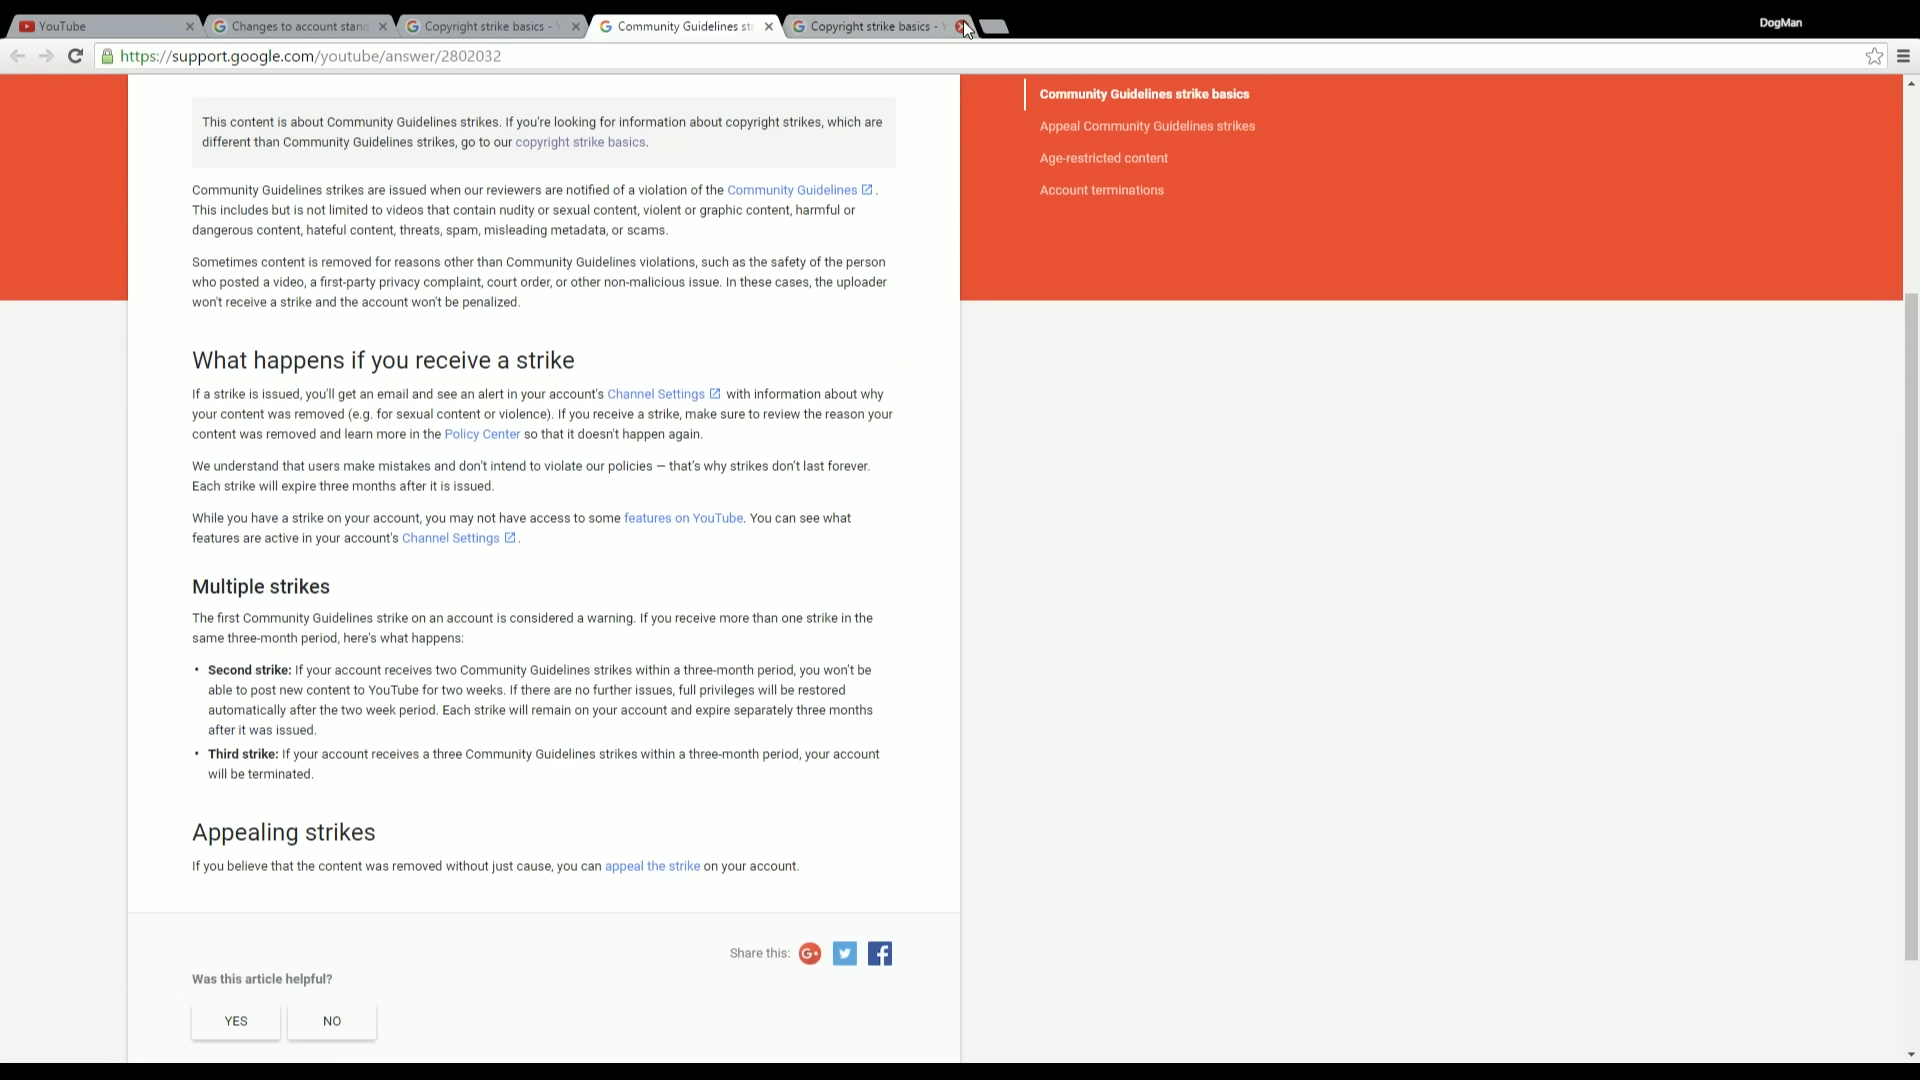 YouTube
Changes to account stand
Copyright strike basics -
Community Guidelines str
Copyright strike basics -
DogMan
https://support.google.com/youtube/answer/2802032
This content is about Community Guidelines strikes. If you're looking for information about copyright strikes, which are
different than Community Guidelines strikes, go to our copyright strike basics.
Community Guidelines strikes are issued when our reviewers are notified of a violation of the Community Guidelines .
This includes but is not limited to videos that contain nudity or sexual content, violent or graphic content, harmful or
dangerous content, hateful content, threats, spam, misleading metadata, or scams.
Sometimes content is removed for reasons other than Community Guidelines violations, such as the safety of the person
who posted a video, a first-party privacy complaint, court order, or other non-malicious issue. In these cases, the uploader
won't receive a strike and the account won't be penalized.
What happens if you receive a strike
If a strike is issued, you'll get an email and see an alert in your account's Channel Settings with information about why
your content was removed (e.g. for sexual content or violence). If you receive a strike, make sure to review the reason your
content was removed and learn more in the Policy Center so that it doesn't happen again.
We understand that users make mistakes and don't intend to violate our policies — that's why strikes don't last forever.
Each strike will expire three months after it is issued.
While you have a strike on your account, you may not have access to some features on YouTube. You can see what
features are active in your account's Channel Settings .
Multiple strikes
The first Community Guidelines strike on an account is considered a warning. If you receive more than one strike in the
same three-month period, here's what happens:
• Second strike: If your account receives two Community Guidelines strikes within a three-month period, you won't be
able to post new content to YouTube for two weeks. If there are no further issues, full privileges will be restored
automatically after the two week period. Each strike will remain on your account and expire separately three months
after it was issued.
• Third strike: If your account receives a three Community Guidelines strikes within a three-month period, your account
will be terminated.
Appealing strikes
If you believe that the content was removed without just cause, you can appeal the strike on your account.
Share this: G+
Was this article helpful?
YES
NO
Community Guidelines strike basics
Appeal Community Guidelines strikes
Age-restricted content
Account terminations